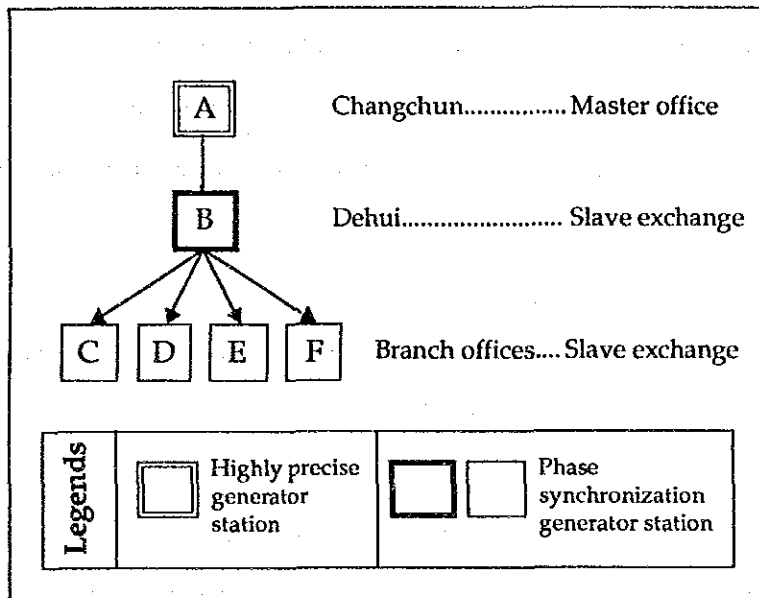 A Changchun................ Master office
B Dehui.......................... Slave exchange
C D E F Branch offices.... Slave exchange
Legends
Highly precise
generator
station
Phase
synchronization
generator station